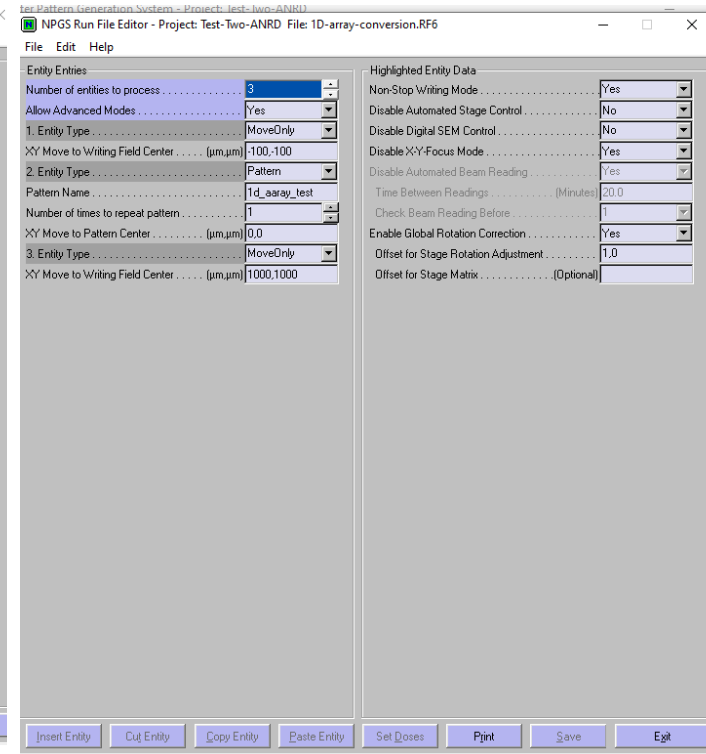 ter Pattern Generation System - Project: Test-Two-ANRD
NPGS Run File Editor - Project: Test-Two-ANRD File: 1D-array-conversion.RF6
File Edit Help
Entity Entries
Number of entities to process . . . . . . . . . . . . . . 3
Allow Advanced Modes . . . . . . . . . . . . . . . . . . Yes
1. Entity Type . . . . . . . . . . . . . . . . . . . . . . . . . MoveOnly
XY Move to Writing Field Center . . . . . (µm,µm) -100,-100
2. Entity Type . . . . . . . . . . . . . . . . . . . . . . . . . Pattern
Pattern Name . . . . . . . . . . . . . . . . . . . . . . . . . 1d_aaray_test
Number of times to repeat pattern . . . . . . . . . . . 1
XY Move to Pattern Center . . . . . . . . . (µm,µm) 0,0
3. Entity Type . . . . . . . . . . . . . . . . . . . . . . . . . MoveOnly
XY Move to Writing Field Center . . . . . (µm,µm) 1000,1000
Highlighted Entity Data
Non-Stop Writing Mode . . . . . . . . . . . . . . . . . . . . Yes
Disable Automated Stage Control . . . . . . . . . . . . No
Disable Digital SEM Control . . . . . . . . . . . . . . . . . No
Disable X-Y-Focus Mode . . . . . . . . . . . . . . . . . . . Yes
Disable Automated Beam Reading . . . . . . . . . . . Yes
Time Between Readings . . . . . . . . . . (Minutes) 20.0
Check Beam Reading Before . . . . . . . . . . . . . . 1
Enable Global Rotation Correction . . . . . . . . . . . Yes
Offset for Stage Rotation Adjustment . . . . . . . . . 1,0
Offset for Stage Matrix . . . . . . . . . . . . .(Optional)
Insert Entity Cut Entity Copy Entity Paste Entity Set Doses Print Save Exit